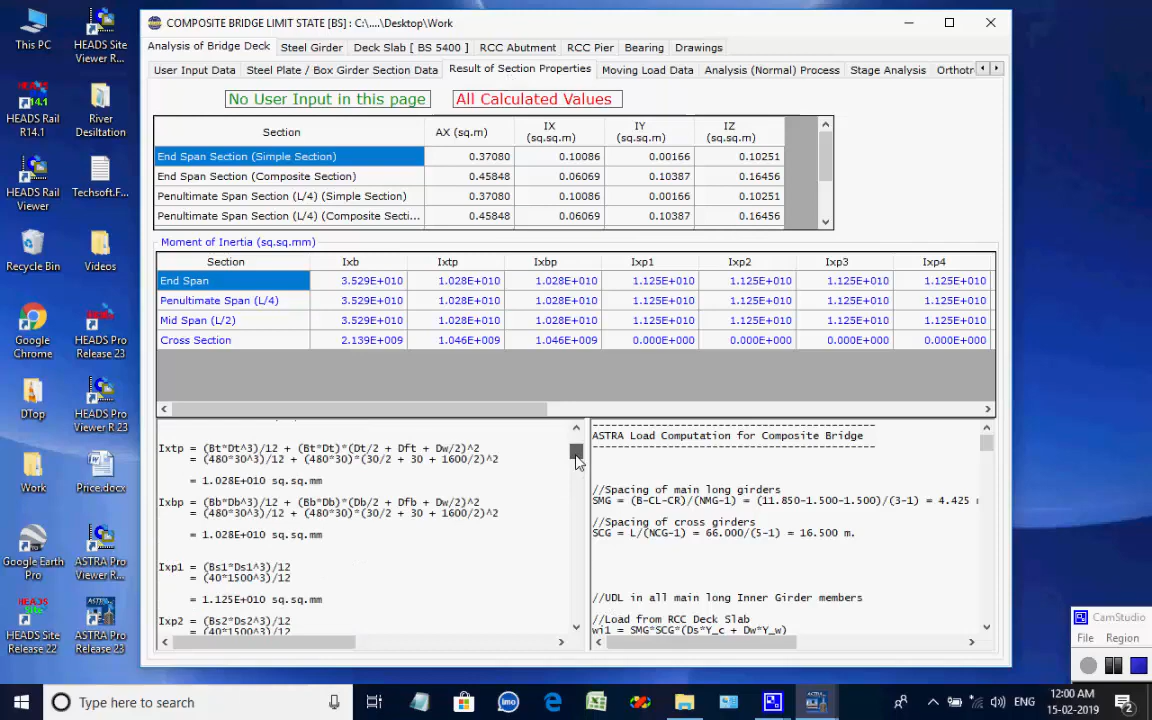 COMPOSITE BRIDGE LIMIT STATE [BS] : C:\....\Desktop\Work
Analysis of Bridge Deck Steel Girder Deck Slab [ BS 5400 ] RCC Abutment RCC Pier Bearing Drawings
User Input Data Steel Plate / Box Girder Section Data Result of Section Properties Moving Load Data Analysis (Normal) Process Stage Analysis Orthotr
No User Input in this page All Calculated Values
Section AX (sq.m) IX (sq.sq.m) IY (sq.sq.m) IZ (sq.sq.m)
End Span Section (Simple Section) 0.37080 0.10086 0.00166 0.10251
End Span Section (Composite Section) 0.45848 0.06069 0.10387 0.16456
Penultimate Span Section (L/4) (Simple Section) 0.37080 0.10086 0.00166 0.10251
Penultimate Span Section (L/4) (Composite Secti... 0.45848 0.06069 0.10387 0.16456
Moment of Inertia (sq.sq.mm)
Section Ixb Ixtp Ixbp Ixp1 Ixp2 Ixp3 Ixp4
End Span 3.529E+010 1.028E+010 1.028E+010 1.125E+010 1.125E+010 1.125E+010 1.125E+010
Penultimate Span (L/4) 3.529E+010 1.028E+010 1.028E+010 1.125E+010 1.125E+010 1.125E+010 1.125E+010
Mid Span (L/2) 3.529E+010 1.028E+010 1.028E+010 1.125E+010 1.125E+010 1.125E+010 1.125E+010
Cross Section 2.139E+009 1.046E+009 1.046E+009 0.000E+000 0.000E+000 0.000E+000 0.000E+000
Ixtp = (Bt*Dt^3)/12 + (Bt*Dt)*(Dt/2 + Dft + Dw/2)^2
= (480*30^3)/12 + (480*30)*(30/2 + 30 + 1600/2)^2
= 1.028E+010 sq.sq.mm
Ixbp = (Bb*Db^3)/12 + (Bb*Db)*(Db/2 + Dfb + Dw/2)^2
= (480*30^3)/12 + (480*30)*(30/2 + 30 + 1600/2)^2
= 1.028E+010 sq.sq.mm
Ixp1 = (Bs1*Ds1^3)/12
= (40*1500^3)/12
= 1.125E+010 sq.sq.mm
Ixp2 = (Bs2*Ds2^3)/12
= (40*1500^3)/12
ASTRA Load Computation for Composite Bridge
//Spacing of main long girders
SMG = (B-CL-CR)/(NMG-1) = (11.850-1.500-1.500)/(3-1) = 4.425
//Spacing of cross girders
SCG = L/(NCG-1) = 66.000/(5-1) = 16.500 m.
//UDL in all main long Inner Girder members
//Load from RCC Deck Slab
wi1 = SMG*SCG*(Ds*Y_c + Dw*Y_w)
This PC
HEADS Site Viewer R...
HEADS Rail R14.1
River Desiltation
HEADS Rail Viewer
Techsoft.F...
Recycle Bin
Videos
Google Chrome
HEADS Pro Release 23
DTop
HEADS Pro Viewer R 23
Work
Price.docx
Google Earth Pro
ASTRA Pro Viewer R...
HEADS Site Release 22
ASTRA Pro Release 23
CamStudio
File Region
Type here to search
ENG
12:00 AM
15-02-2019
2